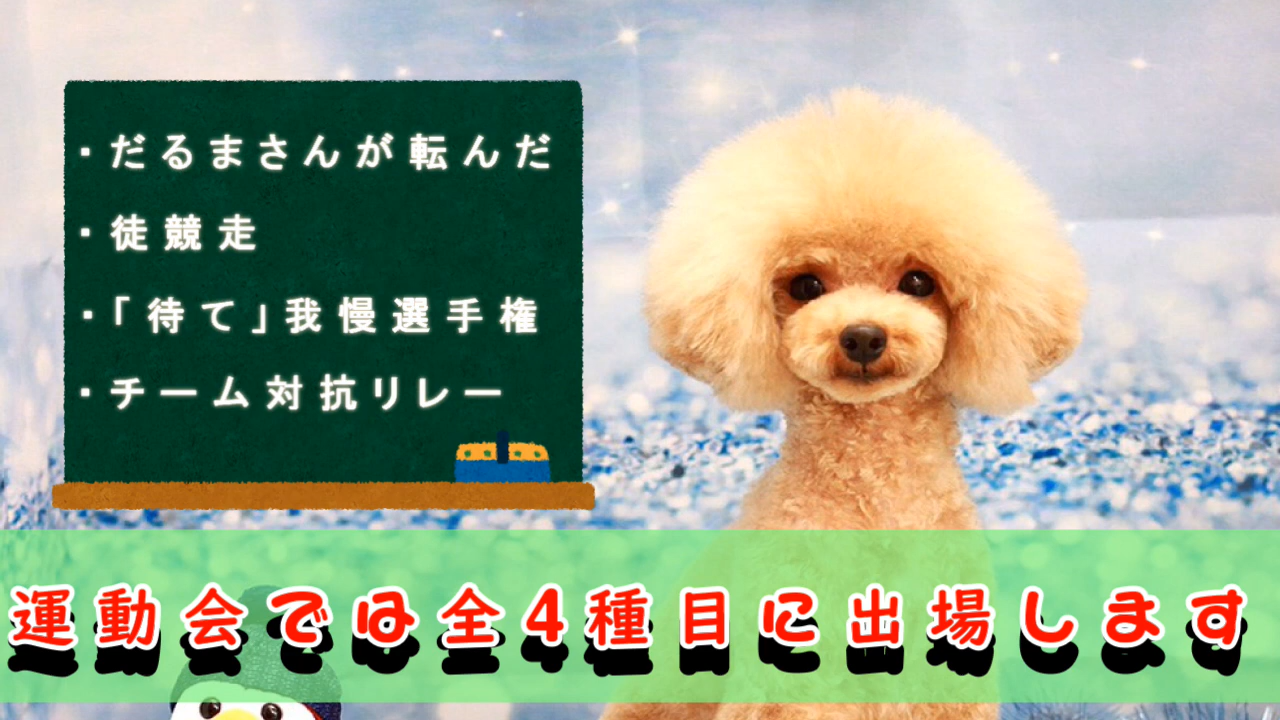 ・だるまさんが転んだ
・徒競走
・「待て」我慢選手権
・チーム対抗リレー
運動会では全4種目に出場します